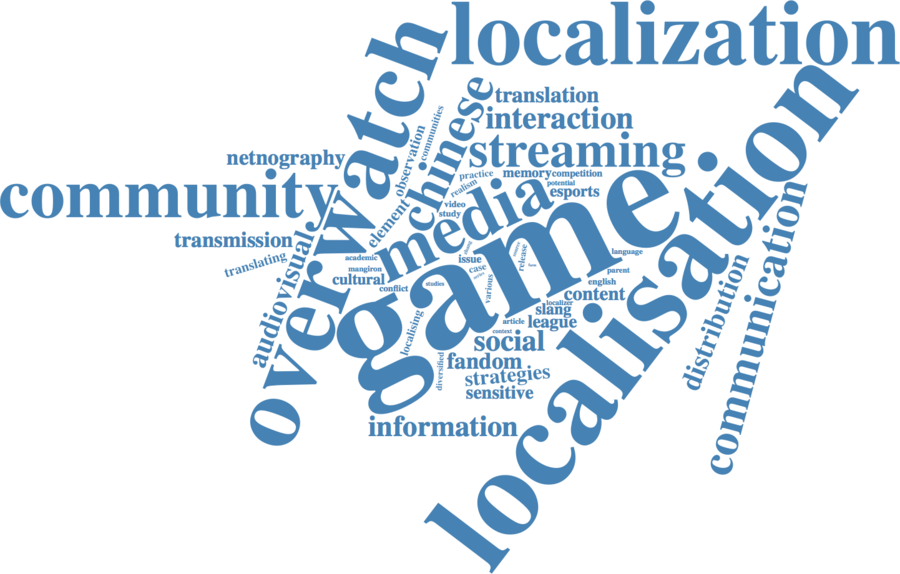 localization
overwatch
chinese
translation
interaction
communities
observation
streaming
netnography
practice
memory
competition
realism
potential
esports
community
element
video
study
media
game
localisation
transmission
audiovisual
translating
academic
issue
release
language
mangiron
case
parent
cultural
conflict
studies
various
english
content
localizer
slang
communication
distribution
localising
article
league
context
social
diversified
fandom
strategies
sensitive
information